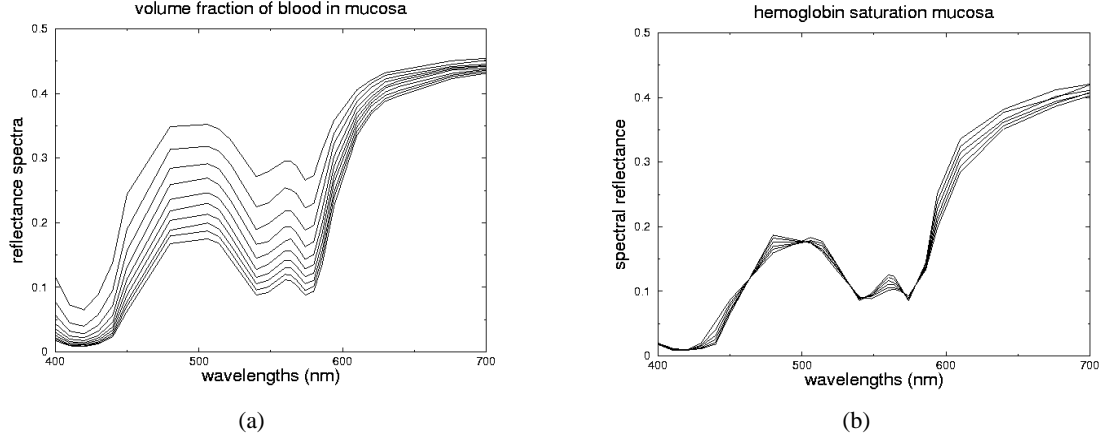 volume fraction of blood in mucosa
reflectance spectra
0.5
0.4
0.3
0.2
0.1
0
400
500
600
700
wavelengths (nm)
(a)
hemoglobin saturation mucosa
spectral reflectance
0.5
0.4
0.3
0.2
0.1
0
400
500
600
700
wavelengths (nm)
(b)